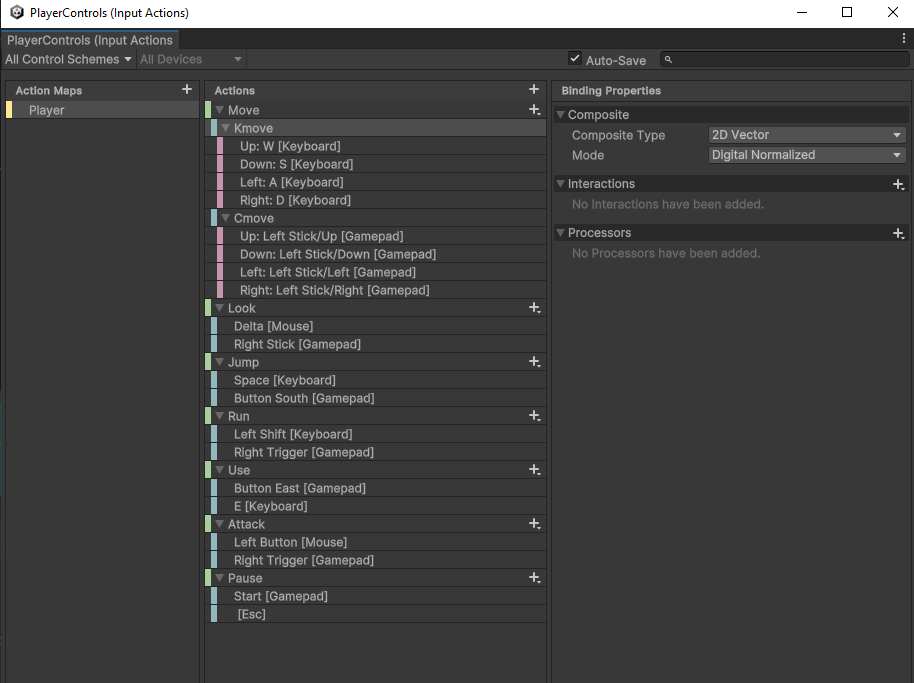 PlayerControls (Input Actions)
PlayerControls (Input Actions
All Control Schemes All Devices Auto-Save
Action Maps
Player
Actions
Move
Kmove
Up: W [Keyboard]
Down: S [Keyboard]
Left: A [Keyboard]
Right: D [Keyboard]
Cmove
Up: Left Stick/Up [Gamepad]
Down: Left Stick/Down [Gamepad]
Left: Left Stick/Left [Gamepad]
Right: Left Stick/Right [Gamepad]
Look
Delta [Mouse]
Right Stick [Gamepad]
Jump
Space [Keyboard]
Button South [Gamepad]
Run
Left Shift [Keyboard]
Right Trigger [Gamepad]
Use
Button East [Gamepad]
E [Keyboard]
Attack
Left Button [Mouse]
Right Trigger [Gamepad]
Pause
Start [Gamepad]
[Esc]
Binding Properties
Composite
Composite Type 2D Vector
Mode Digital Normalized
Interactions
No Interactions have been added.
Processors
No Processors have been added.